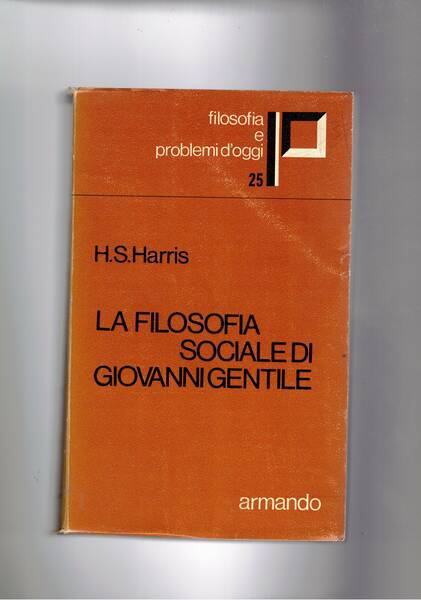 filosofia
e
problemi d'oggi
25
H.S.Harris
LA FILOSOFIA
SOCIALE DI
GIOVANNI GENTILE
armando